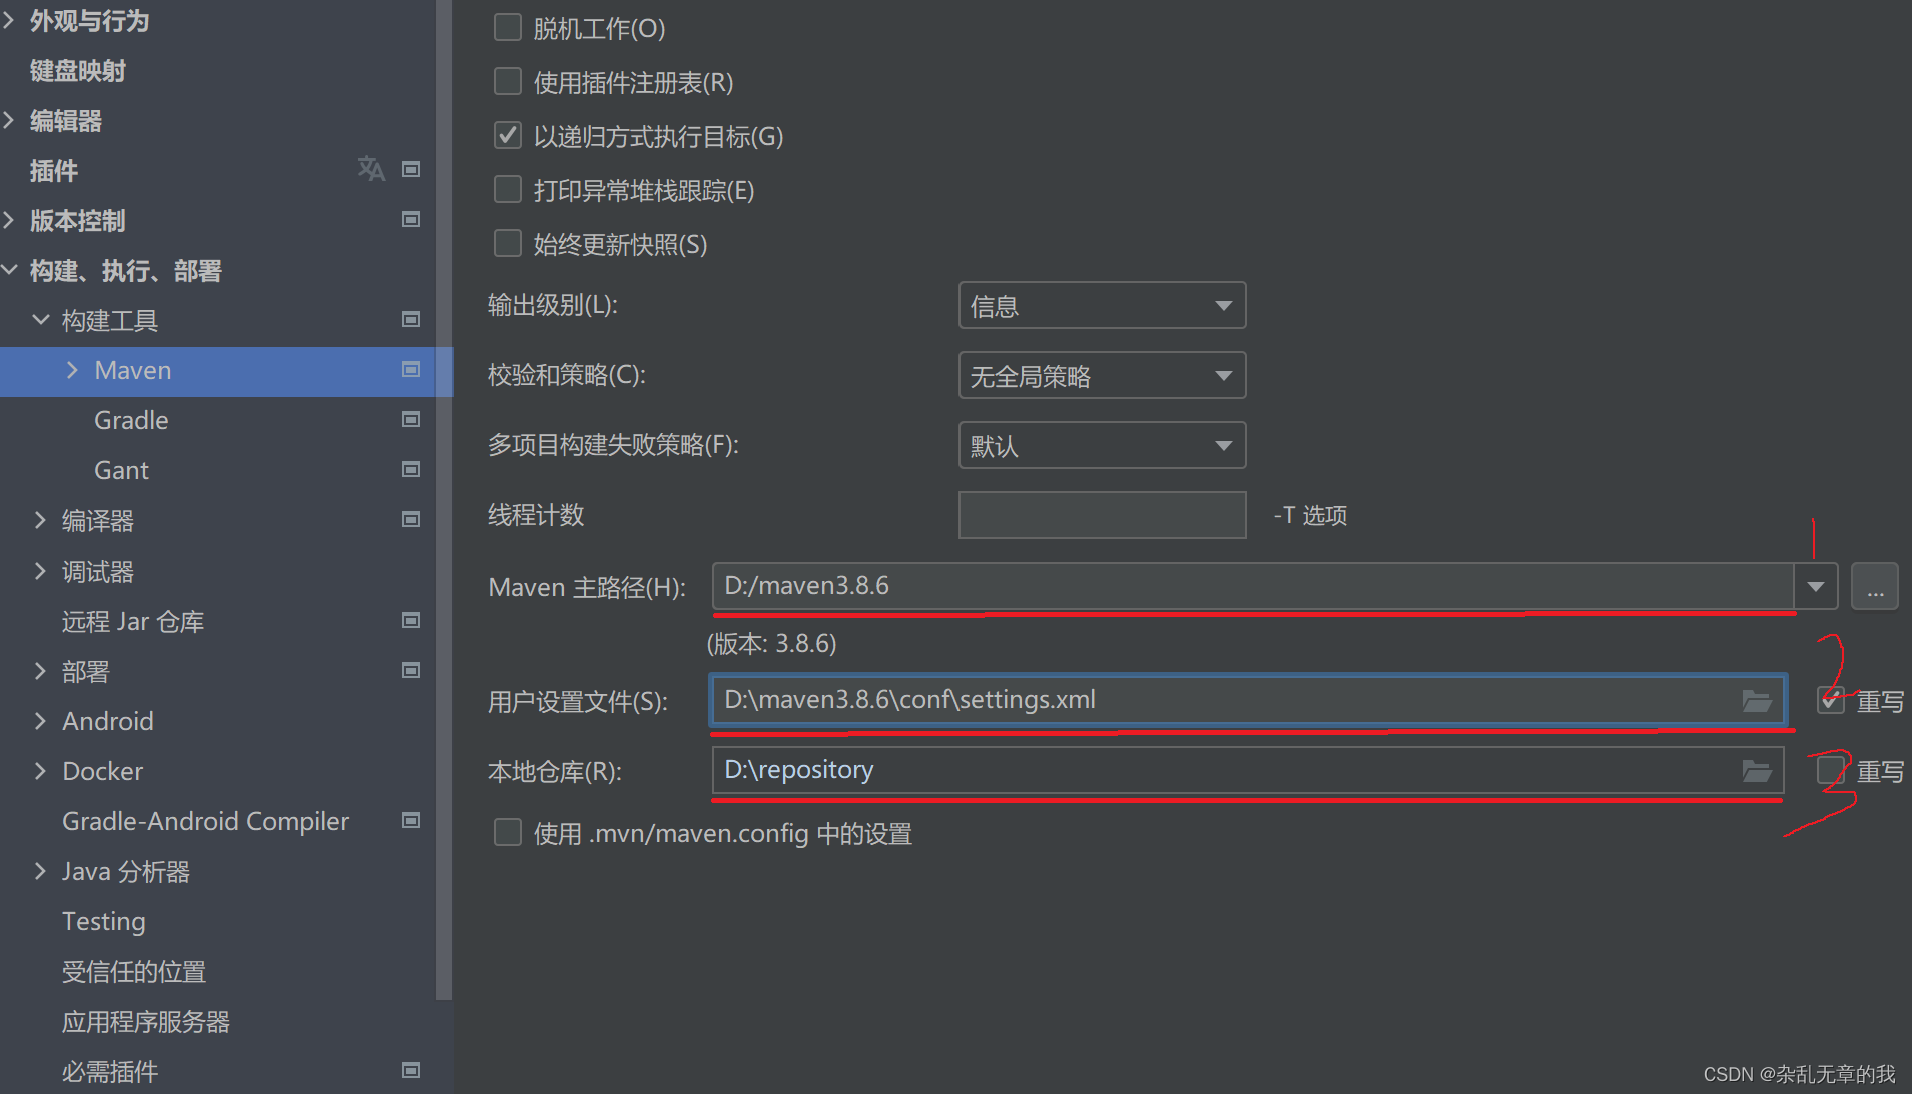 外观与行为
键盘映射
编辑器
插件
版本控制
构建、执行、部署
构建工具
Maven
Gradle
Gant
编译器
调试器
远程 Jar 仓库
部署
Android
Docker
Gradle-Android Compiler
Java 分析器
Testing
受信任的位置
应用程序服务器
必需插件
脱机工作(O)
使用插件注册表(R)
以递归方式执行目标(G)
打印异常堆栈跟踪(E)
始终更新快照(S)
输出级别(L): 信息
校验和策略(C): 无全局策略
多项目构建失败策略(F): 默认
线程计数 -T 选项
1
Maven 主路径(H): D:/maven3.8.6 ...
(版本: 3.8.6)
2
用户设置文件(S): D:\maven3.8.6\conf\settings.xml 重写
3
本地仓库(R): D:\repository 重写
使用 .mvn/maven.config 中的设置
CSDN @杂乱无章的我